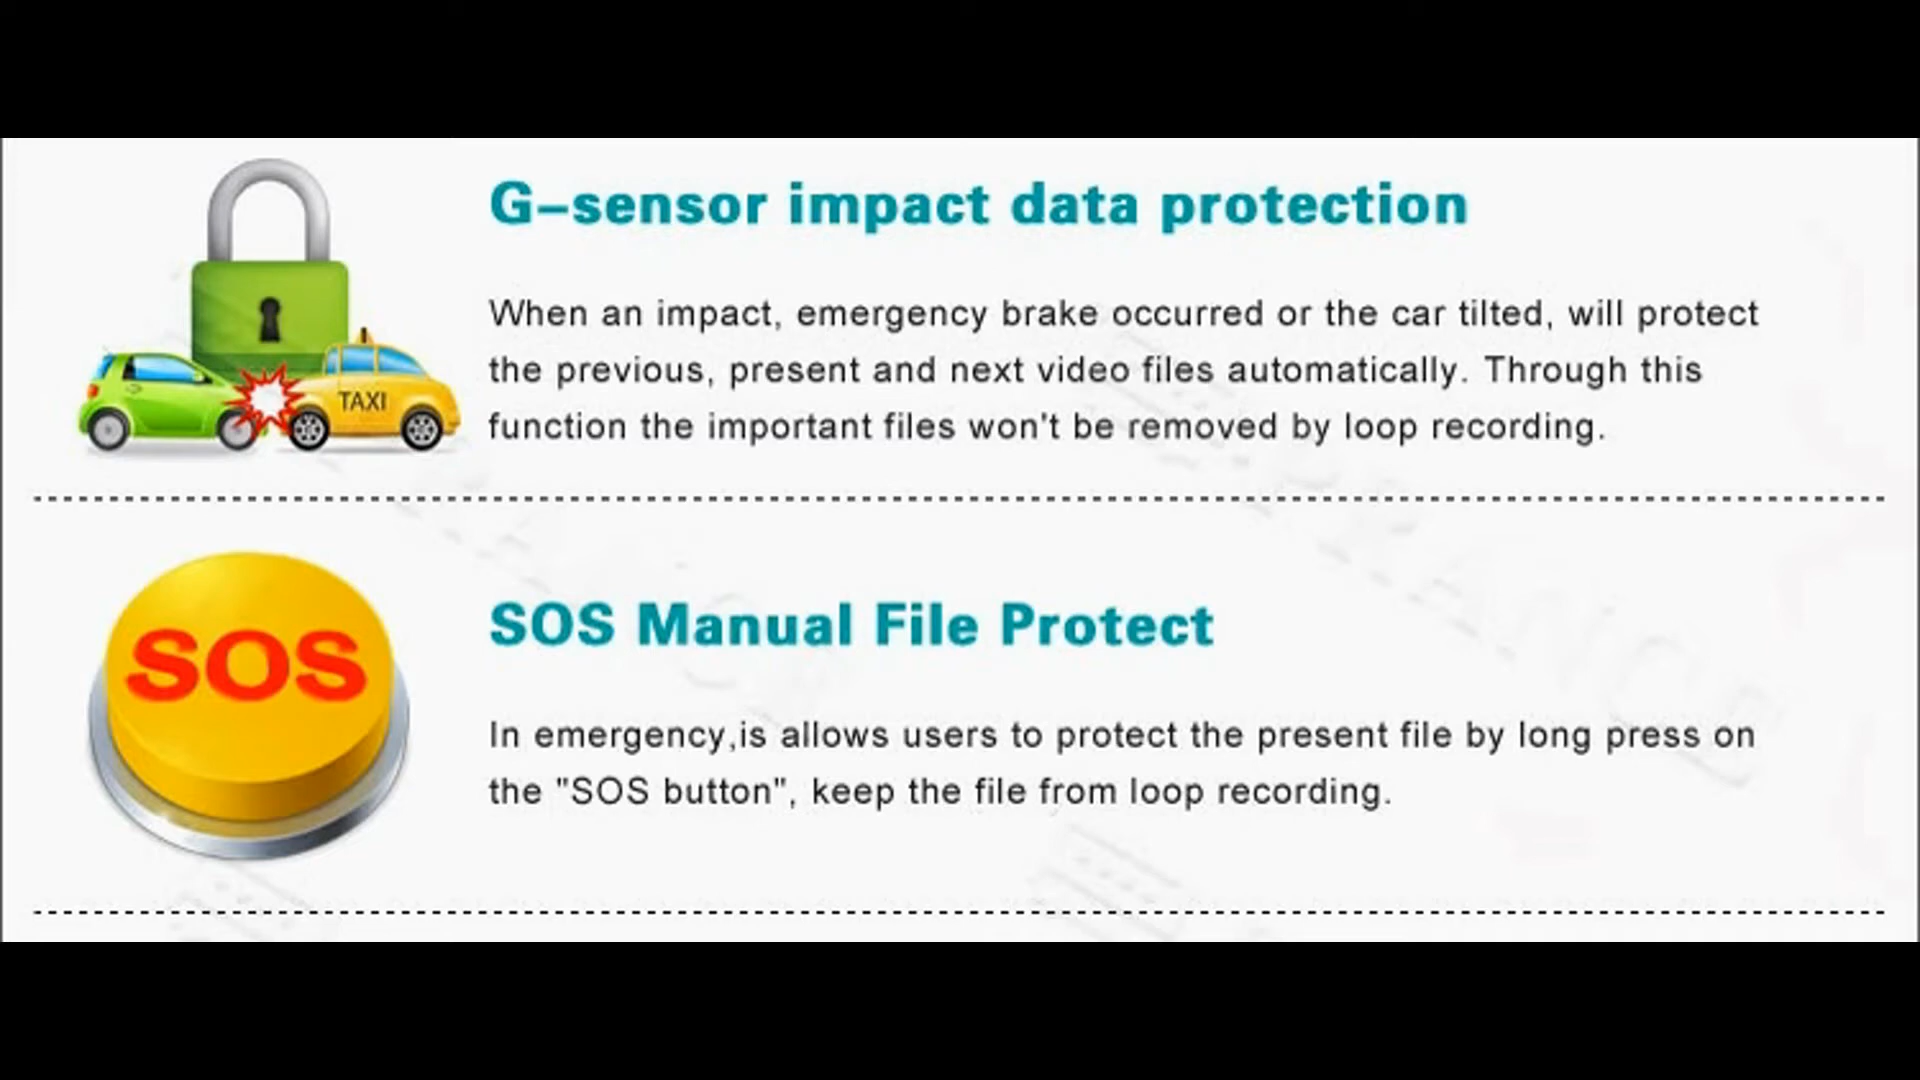 G-sensor impact data protection
When an impact, emergency brake occurred or the car tilted, will protect
the previous, present and next video files automatically. Through this
function the important files won't be removed by loop recording.
TAXI
SOS
SOS Manual File Protect
In emergency,is allows users to protect the present file by long press on
the "SOS button", keep the file from loop recording.